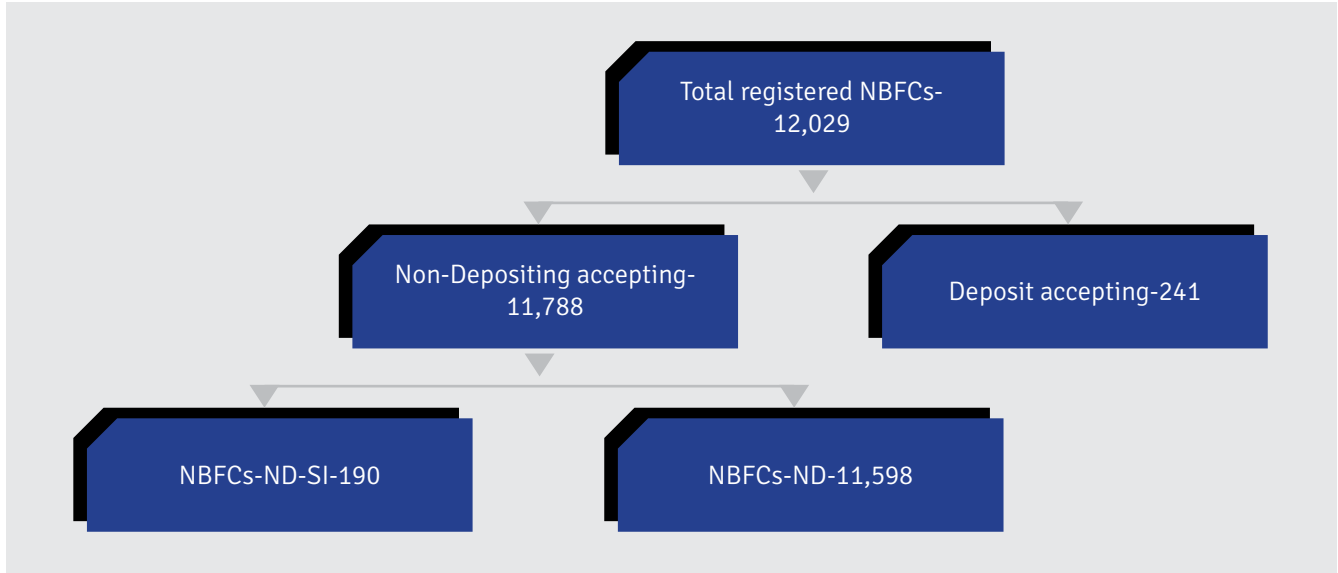 Total registered NBFCs-
12,029
Non-Depositing accepting-
11,788
Deposit accepting-241
NBFCs-ND-SI-190
NBFCs-ND-11,598